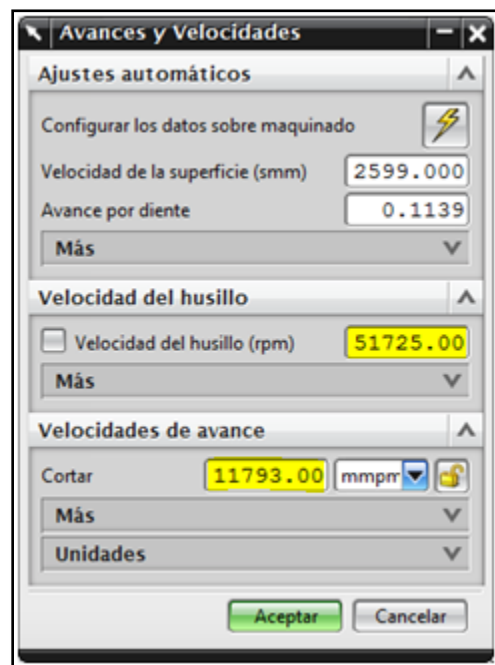 Avances y Velocidades
Ajustes automáticos
Configurar los datos sobre maquinado
Velocidad de la superficie (smm) 2599.000
Avance por diente 0.1139
Más
Velocidad del husillo
Velocidad del husillo (rpm) 51725.00
Más
Velocidades de avance
Cortar 11793.00 mmpm
Más
Unidades
Aceptar Cancelar